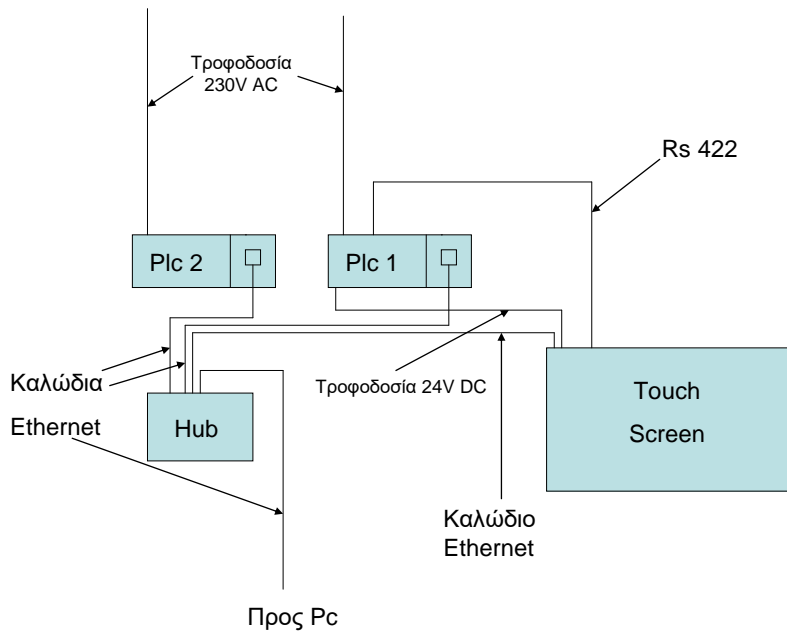 Τροφοδοσία
230V AC
Rs 422
Plc 2
Plc 1
Καλώδια
Ethernet
Hub
Τροφοδοσία 24V DC
Touch
Screen
Καλώδιο
Ethernet
Προς Pc